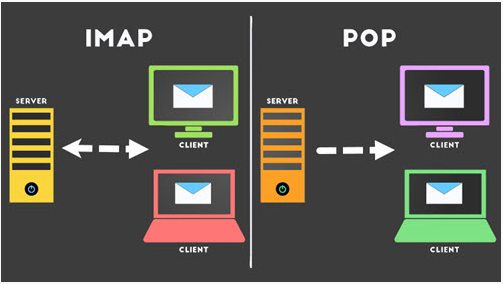 IMAP
SERVER
CLIENT
CLIENT
POP
SERVER
CLIENT
CLIENT